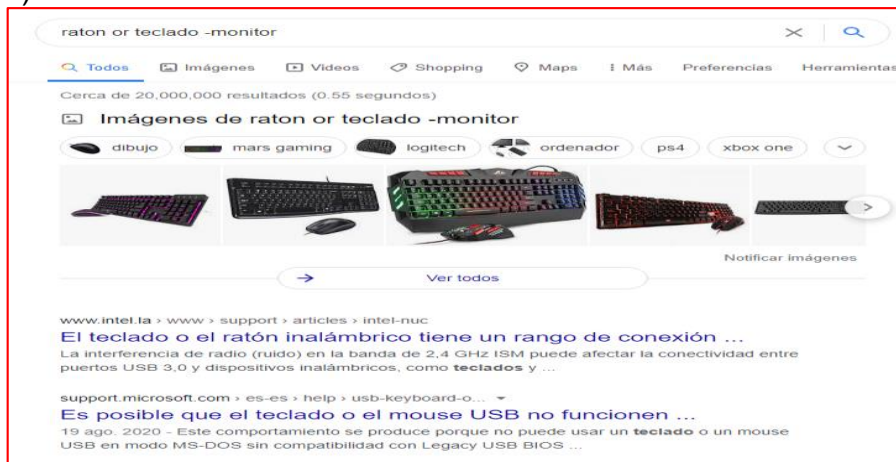 )
raton or teclado -monitor
Todos Imágenes Videos Shopping Maps Más Preferencias Herramientas
Cerca de 20,000,000 resultados (0.55 segundos)
Imágenes de raton or teclado -monitor
dibujo mars gaming logitech ordenador ps4 xbox one
Notificar imágenes
Ver todos
www.intel.la › www › support › articles › intel-nuc
El teclado o el ratón inalámbrico tiene un rango de conexión ...
La interferencia de radio (ruido) en la banda de 2,4 GHz ISM puede afectar la conectividad entre
puertos USB 3,0 y dispositivos inalámbricos, como teclados y ...
support.microsoft.com › es-es › help › usb-keyboard-o...
Es posible que el teclado o el mouse USB no funcionen ...
19 ago. 2020 - Este comportamiento se produce porque no puede usar un teclado o un mouse
USB en modo MS-DOS sin compatibilidad con Legacy USB BIOS ...